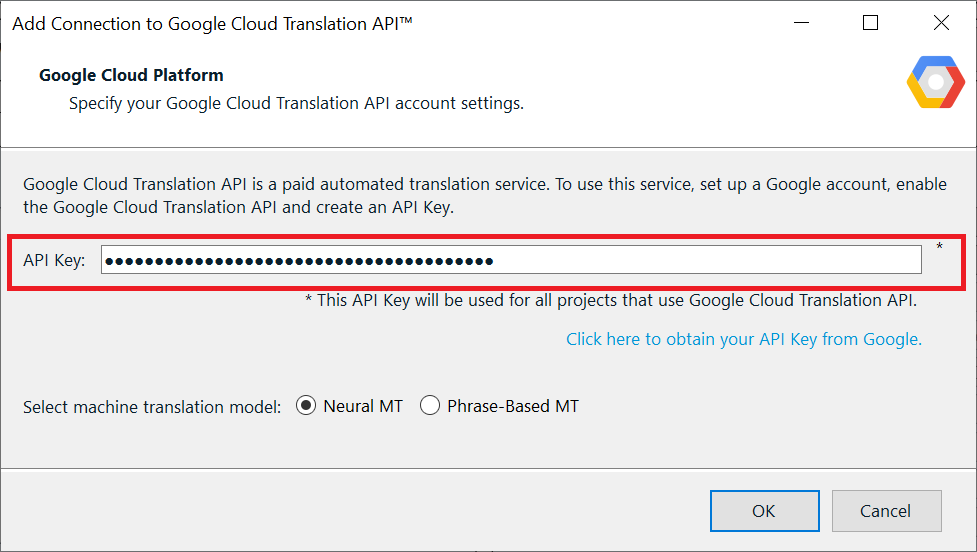 Add Connection to Google Cloud Translation API™
Google Cloud Platform
Specify your Google Cloud Translation API account settings.
Google Cloud Translation API is a paid automated translation service. To use this service, set up a Google account, enable
the Google Cloud Translation API and create an API Key.
API Key: ●●●●●●●●●●●●●●●●●●●●●●●●●●●●●●●●●●●●●●● *
* This API Key will be used for all projects that use Google Cloud Translation API.
Click here to obtain your API Key from Google.
Select machine translation model: Neural MT Phrase-Based MT
OK Cancel